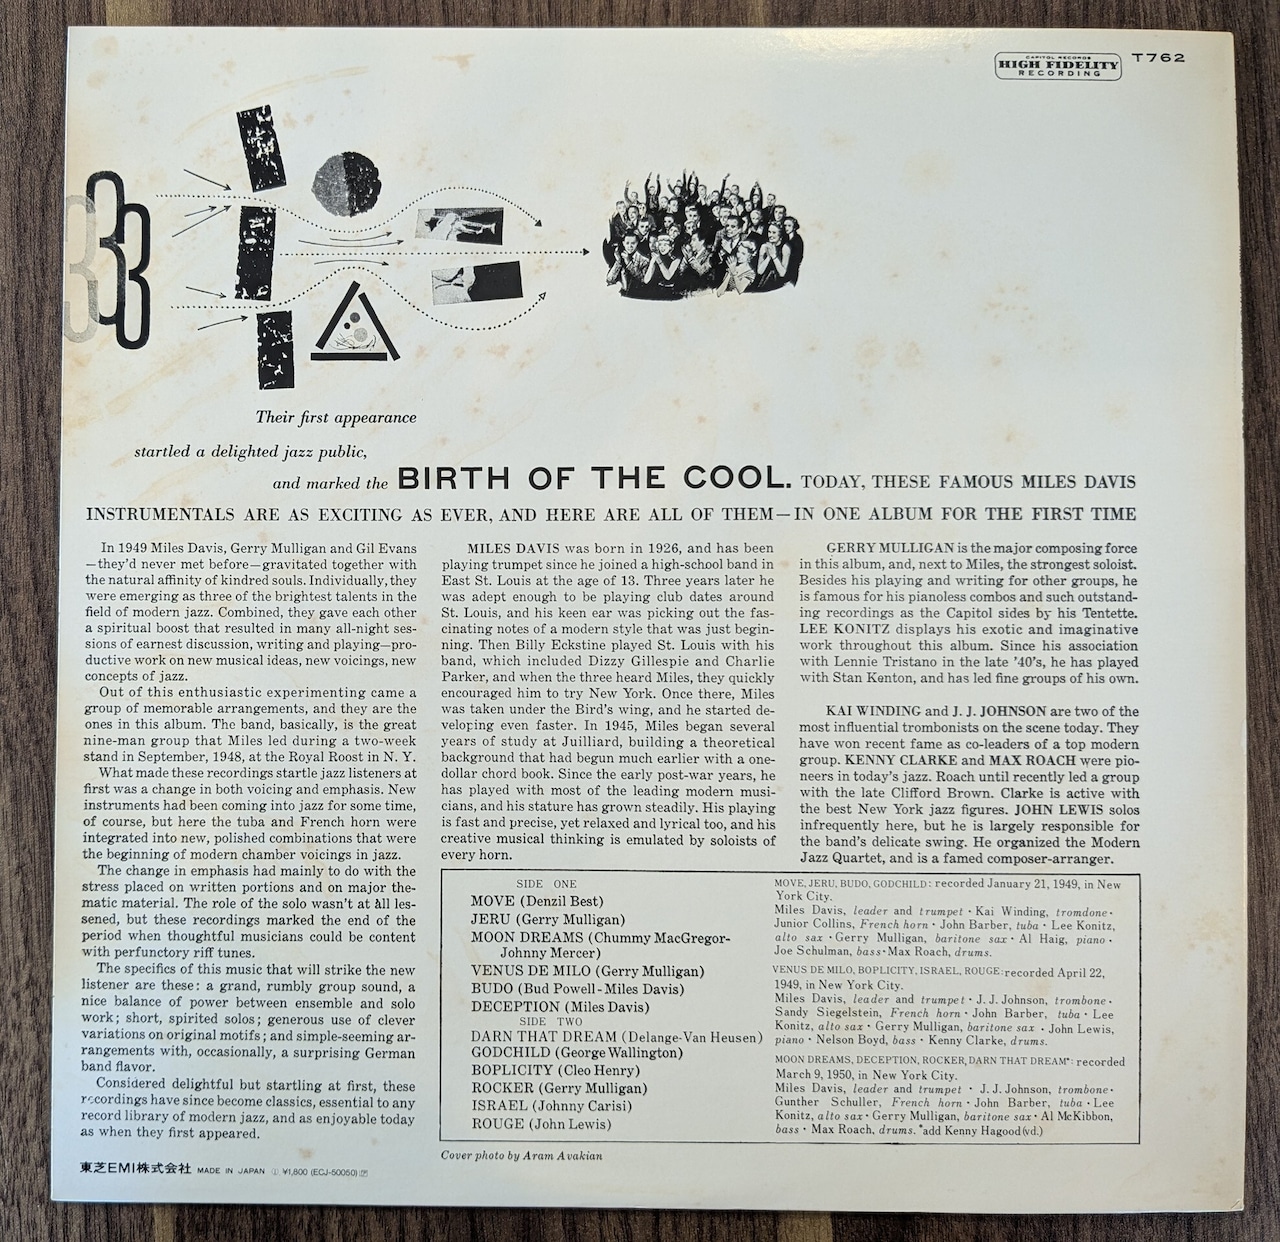 CAPITOL RECORDS
HIGH FIDELITY
RECORDING
T762
33
Their first appearance
startled a delighted jazz public,
and marked the BIRTH OF THE COOL. TODAY, THESE FAMOUS MILES DAVIS
INSTRUMENTALS ARE AS EXCITING AS EVER, AND HERE ARE ALL OF THEM—IN ONE ALBUM FOR THE FIRST TIME
In 1949 Miles Davis, Gerry Mulligan and Gil Evans
—they'd never met before—gravitated together with
the natural affinity of kindred souls. Individually, they
were emerging as three of the brightest talents in the
field of modern jazz. Combined, they gave each other
a spiritual boost that resulted in many all-night ses-
sions of earnest discussion, writing and playing—pro-
ductive work on new musical ideas, new voicings, new
concepts of jazz.
Out of this enthusiastic experimenting came a
group of memorable arrangements, and they are the
ones in this album. The band, basically, is the great
nine-man group that Miles led during a two-week
stand in September, 1948, at the Royal Roost in N. Y.
What made these recordings startle jazz listeners at
first was a change in both voicing and emphasis. New
instruments had been coming into jazz for some time,
of course, but here the tuba and French horn were
integrated into new, polished combinations that were
the beginning of modern chamber voicings in jazz.
The change in emphasis had mainly to do with the
stress placed on written portions and on major the-
matic material. The role of the solo wasn't at all les-
sened, but these recordings marked the end of the
period when thoughtful musicians could be content
with perfunctory riff tunes.
The specifics of this music that will strike the new
listener are these: a grand, rumbly group sound, a
nice balance of power between ensemble and solo
work; short, spirited solos; generous use of clever
variations on original motifs; and simple-seeming ar-
rangements with, occasionally, a surprising German
band flavor.
Considered delightful but startling at first, these
recordings have since become classics, essential to any
record library of modern jazz, and as enjoyable today
as when they first appeared.
MILES DAVIS was born in 1926, and has been
playing trumpet since he joined a high-school band in
East St. Louis at the age of 13. Three years later he
was adept enough to be playing club dates around
St. Louis, and his keen ear was picking out the fas-
cinating notes of a modern style that was just begin-
ning. Then Billy Eckstine played St. Louis with his
band, which included Dizzy Gillespie and Charlie
Parker, and when the three heard Miles, they quickly
encouraged him to try New York. Once there, Miles
was taken under the Bird's wing, and he started de-
veloping even faster. In 1945, Miles began several
years of study at Juilliard, building a theoretical
background that had begun much earlier with a one-
dollar chord book. Since the early post-war years, he
has played with most of the leading modern musi-
cians, and his stature has grown steadily. His playing
is fast and precise, yet relaxed and lyrical too, and his
creative musical thinking is emulated by soloists of
every horn.
GERRY MULLIGAN is the major composing force
in this album, and, next to Miles, the strongest soloist.
Besides his playing and writing for other groups, he
is famous for his pianoless combos and such outstand-
ing recordings as the Capitol sides by his Tentette.
LEE KONITZ displays his exotic and imaginative
work throughout this album. Since his association
with Lennie Tristano in the late '40's, he has played
with Stan Kenton, and has led fine groups of his own.
KAI WINDING and J. J. JOHNSON are two of the
most influential trombonists on the scene today. They
have won recent fame as co-leaders of a top modern
group. KENNY CLARKE and MAX ROACH were pio-
neers in today's jazz. Roach until recently led a group
with the late Clifford Brown. Clarke is active with
the best New York jazz figures. JOHN LEWIS solos
infrequently here, but he is largely responsible for
the band's delicate swing. He organized the Modern
Jazz Quartet, and is a famed composer-arranger.
SIDE ONE
MOVE (Denzil Best)
JERU (Gerry Mulligan)
MOON DREAMS (Chummy MacGregor-
Johnny Mercer)
VENUS DE MILO (Gerry Mulligan)
BUDO (Bud Powell - Miles Davis)
DECEPTION (Miles Davis)
SIDE TWO
DARN THAT DREAM (Delange-Van Heusen)
GODCHILD (George Wallington)
BOPLICITY (Cleo Henry)
ROCKER (Gerry Mulligan)
ISRAEL (Johnny Carisi)
ROUGE (John Lewis)
MOVE, JERU, BUDO, GODCHILD: recorded January 21, 1949, in New
York City.
Miles Davis, leader and trumpet · Kai Winding, tromdone ·
Junior Collins, French horn · John Barber, tuba · Lee Konitz,
alto sax · Gerry Mulligan, baritone sax · Al Haig, piano ·
Joe Schulman, bass · Max Roach, drums.
VENUS DE MILO, BOPLICITY, ISRAEL, ROUGE: recorded April 22,
1949, in New York City.
Miles Davis, leader and trumpet · J. J. Johnson, trombone ·
Sandy Siegelstein, French horn · John Barber, tuba · Lee
Konitz, alto sax · Gerry Mulligan, baritone sax · John Lewis,
piano · Nelson Boyd, bass · Kenny Clarke, drums.
MOON DREAMS, DECEPTION, ROCKER, DARN THAT DREAM*: recorded
March 9, 1950, in New York City.
Miles Davis, leader and trumpet · J. J. Johnson, trombone ·
Gunther Schuller, French horn · John Barber, tuba · Lee
Konitz, alto sax · Gerry Mulligan, baritone sax · Al McKibbon,
bass · Max Roach, drums. *add Kenny Hagood (vd.)
Cover photo by Aram Avakian
東芝EMI株式会社 MADE IN JAPAN ¥1,800 (ECJ-50050)